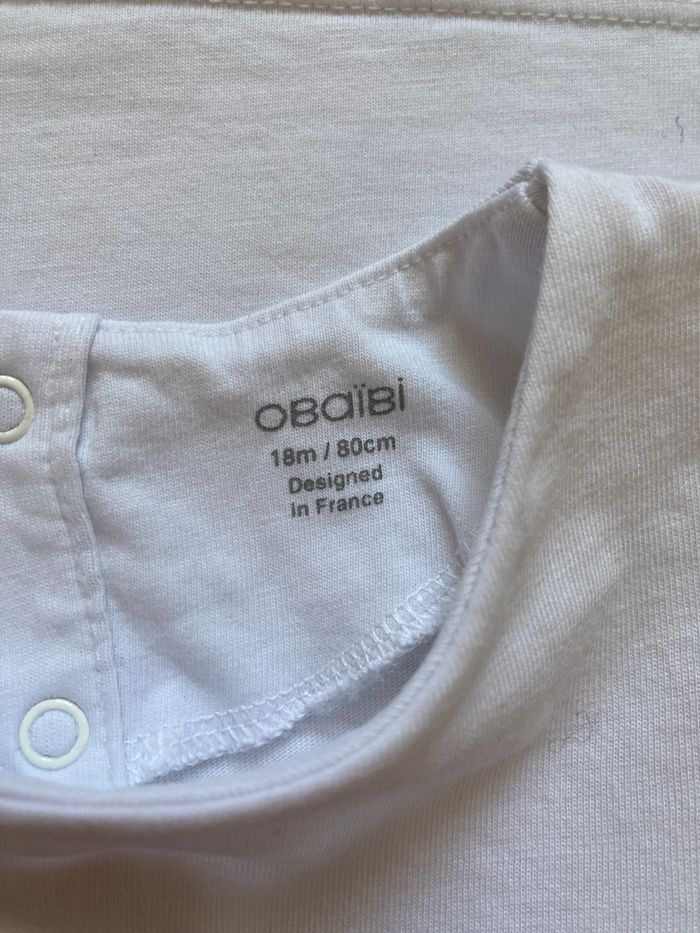 OBaïBi
18m / 80cm
Designed
In France